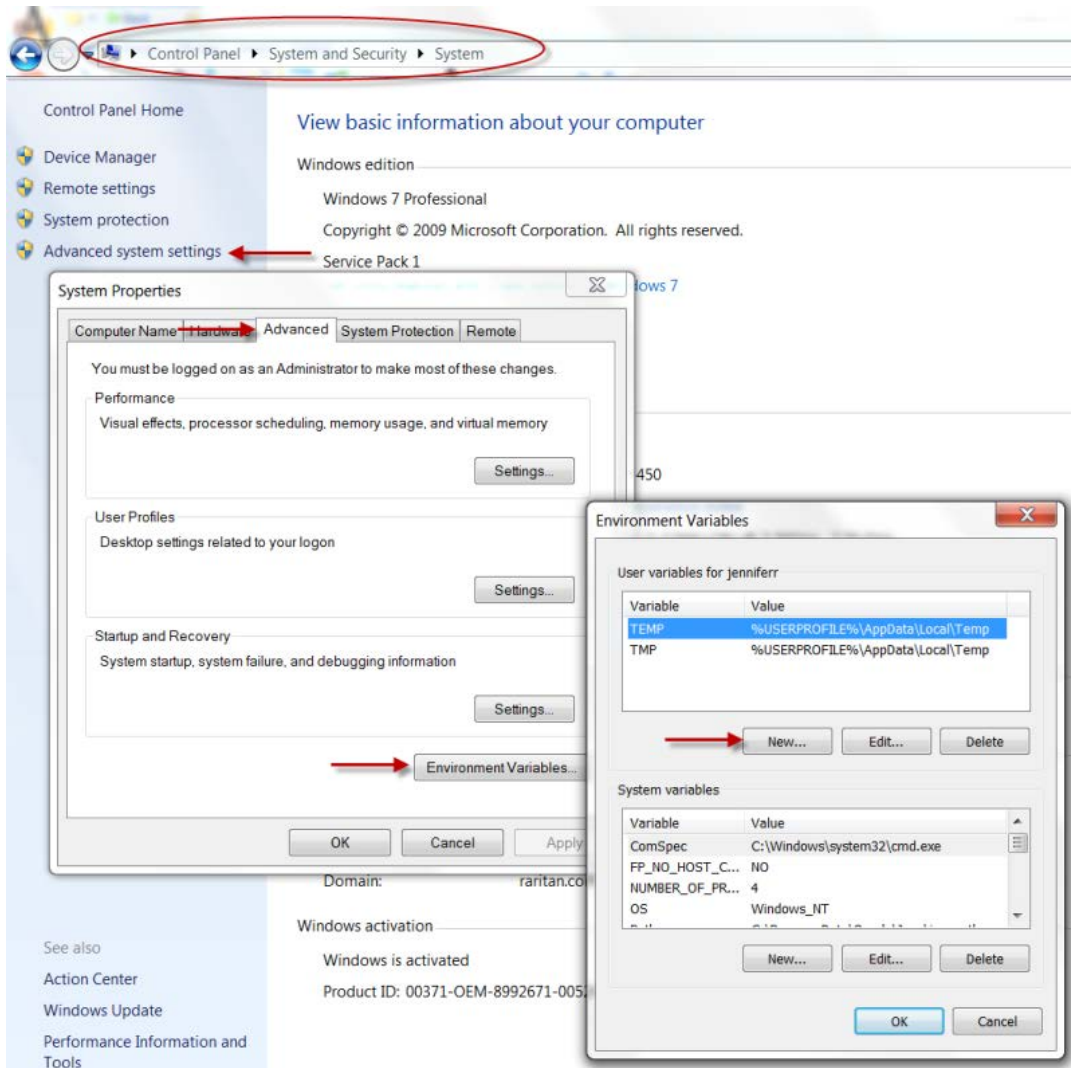 Control Panel ▸ System and Security ▸ System
Control Panel Home
Device Manager
Remote settings
System protection
Advanced system settings
View basic information about your computer
Windows edition
Windows 7 Professional
Copyright © 2009 Microsoft Corporation. All rights reserved.
Service Pack 1
7
System Properties
Computer Name Hardware Advanced System Protection Remote
You must be logged on as an Administrator to make most of these changes.
Performance
Visual effects, processor scheduling, memory usage, and virtual memory
Settings...
User Profiles
Desktop settings related to your logon
Settings...
Startup and Recovery
System startup, system failure, and debugging information
Settings...
Environment Variables...
OK Cancel Apply
450
Environment Variables
User variables for jenniferr
Variable Value
TEMP %USERPROFILE%\AppData\Local\Temp
TMP %USERPROFILE%\AppData\Local\Temp
New... Edit... Delete
System variables
Variable Value
ComSpec C:\Windows\system32\cmd.exe
FP_NO_HOST_C... NO
NUMBER_OF_PR... 4
OS Windows_NT
New... Edit... Delete
OK Cancel
Domain: raritan.co
Windows activation
Windows is activated
Product ID: 00371-OEM-8992671-0052
See also
Action Center
Windows Update
Performance Information and
Tools